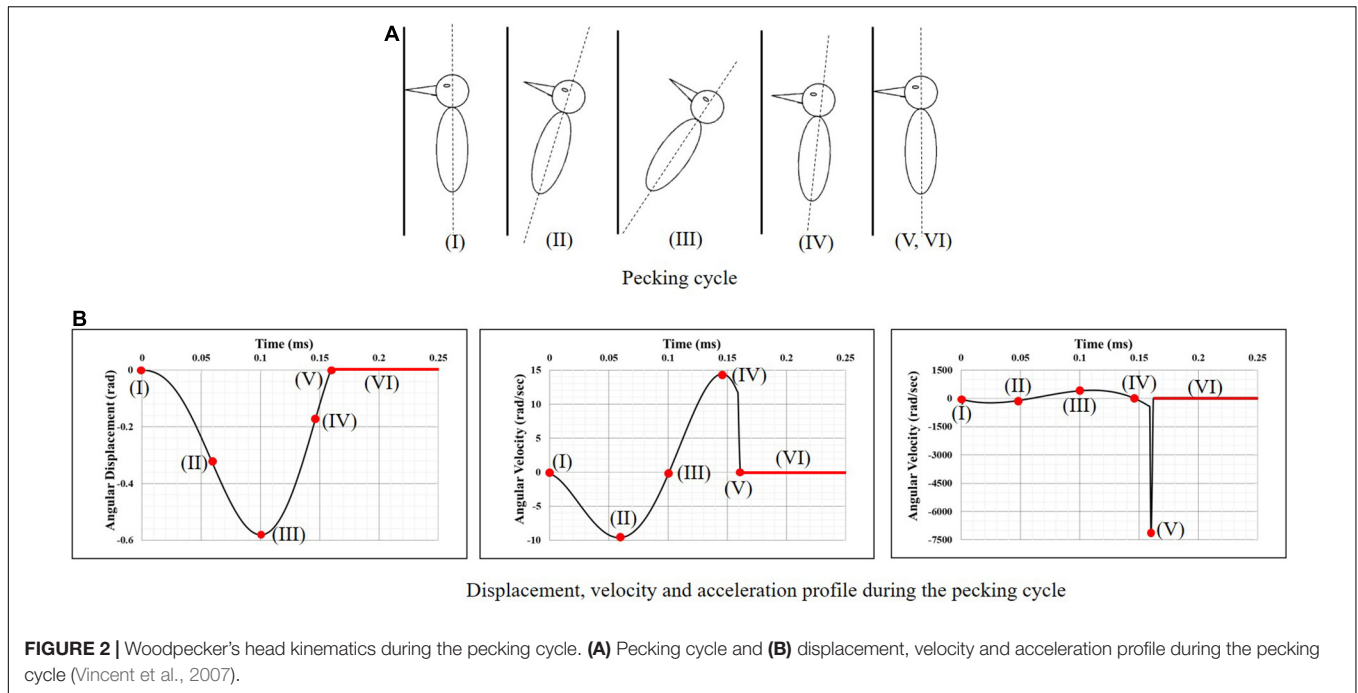 A
(I)
(II)
(III)
(IV)
(V, VI)
Pecking cycle
B
Time (ms)
0 0.05 0.1 0.15 0.2 0.25
Angular Displacement (rad)
0
-0.2
-0.4
-0.6
(I)
(II)
(III)
(IV)
(V)
(VI)
Time (ms)
0 0.05 0.1 0.15 0.2 0.25
Angular Velocity (rad/sec)
15
10
5
0
-5
-10
(I)
(II)
(III)
(IV)
(V)
(VI)
Time (ms)
0 0.05 0.1 0.15 0.2 0.25
Angular Velocity (rad/sec)
1500
0
-1500
-3000
-4500
-6000
-7500
(I)
(II)
(III)
(IV)
(V)
(VI)
Displacement, velocity and acceleration profile during the pecking cycle
FIGURE 2 | Woodpecker's head kinematics during the pecking cycle. (A) Pecking cycle and (B) displacement, velocity and acceleration profile during the pecking
cycle (Vincent et al., 2007).